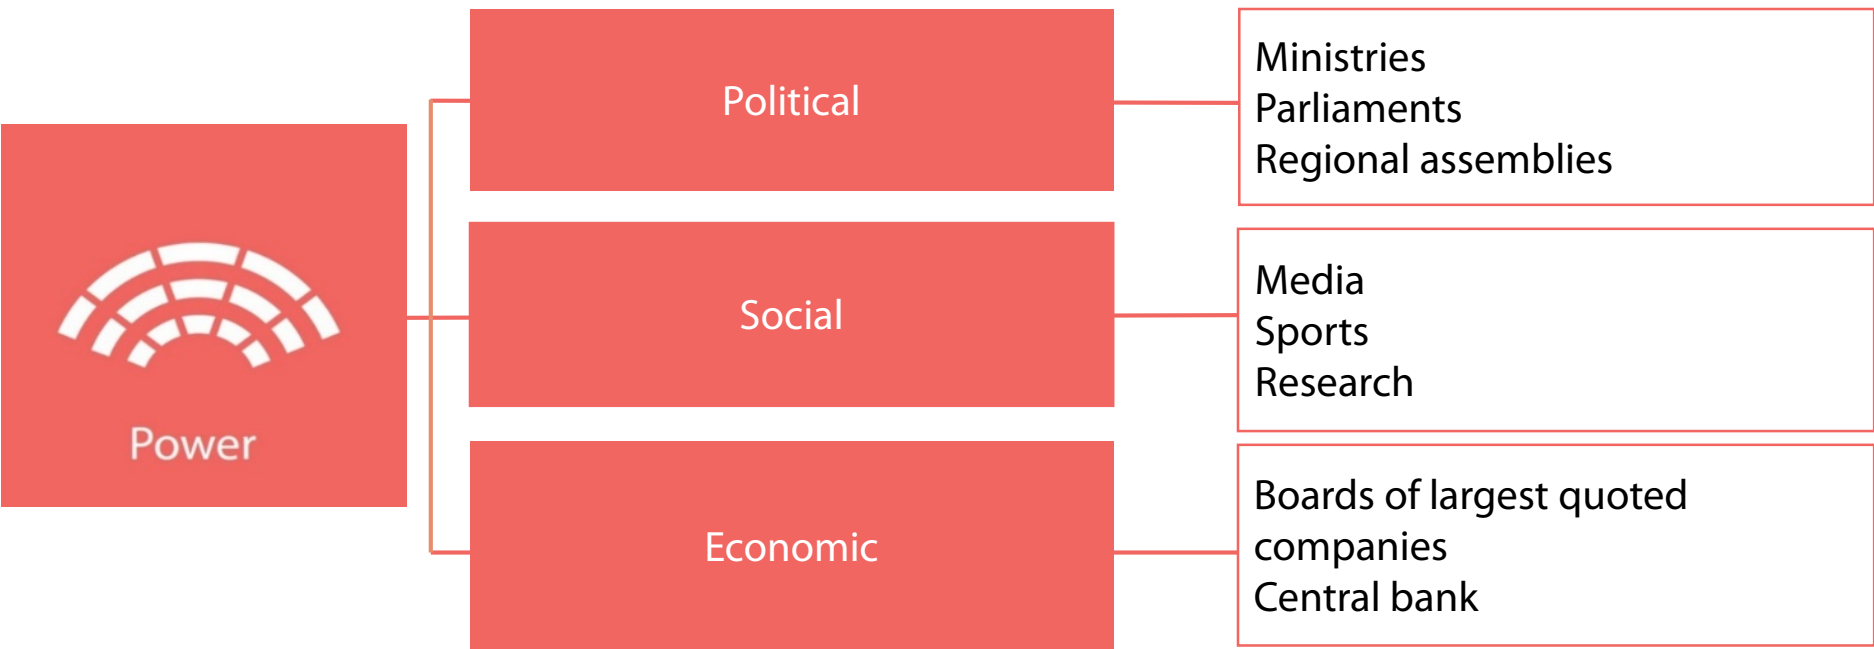 Power
Political
Ministries
Parliaments
Regional assemblies
Social
Media
Sports
Research
Economic
Boards of largest quoted
companies
Central bank